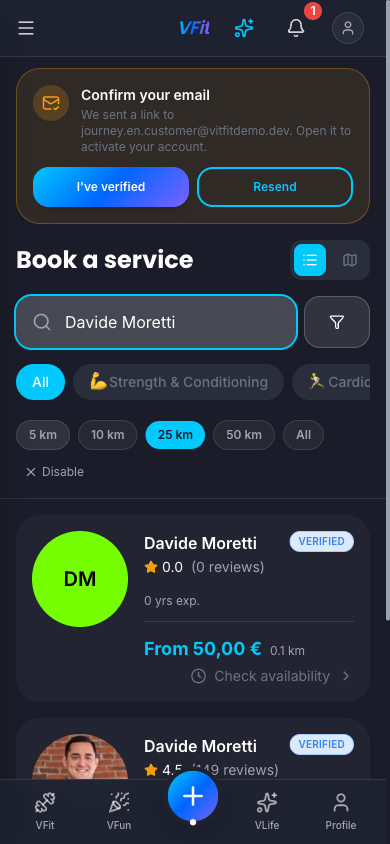 VFit
1
Confirm your email
We sent a link to
journey.en.customer@vitfitdemo.dev. Open it to
activate your account.
I've verified
Resend
Book a service
Davide Moretti
All
💪 Strength & Conditioning
🏃 Cardio
5 km
10 km
25 km
50 km
All
Disable
DM
Davide Moretti
VERIFIED
0.0 (0 reviews)
0 yrs exp.
From 50,00 € 0.1 km
Check availability
Davide Moretti
VERIFIED
4.5 (149 reviews)
VFit
VFun
VLife
Profile